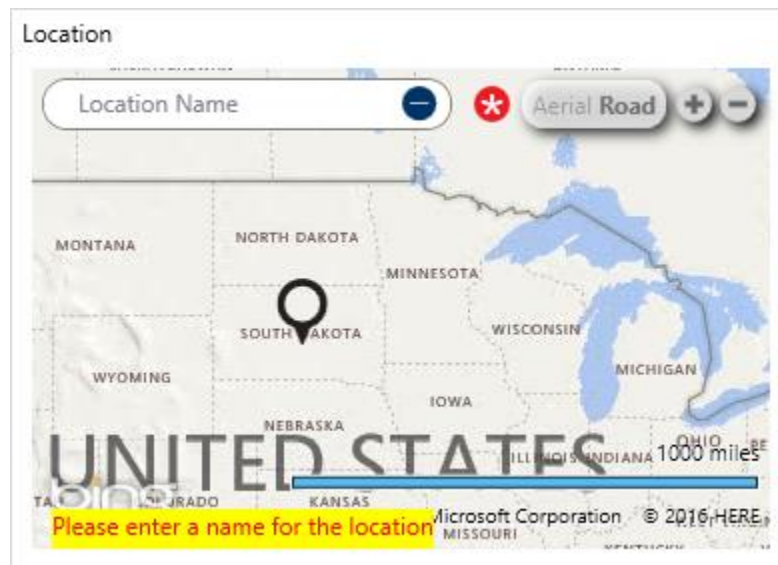 Location
Location Name
Aerial Road
MONTANA
NORTH DAKOTA
MINNESOTA
SOUTH DAKOTA
WISCONSIN
WYOMING
MICHIGAN
IOWA
NEBRASKA
UNITED STATES
ILLINOIS
INDIANA
OHIO
1000 miles
bing
KANSAS
Please enter a name for the location
Microsoft Corporation
© 2016 HERE
MISSOURI